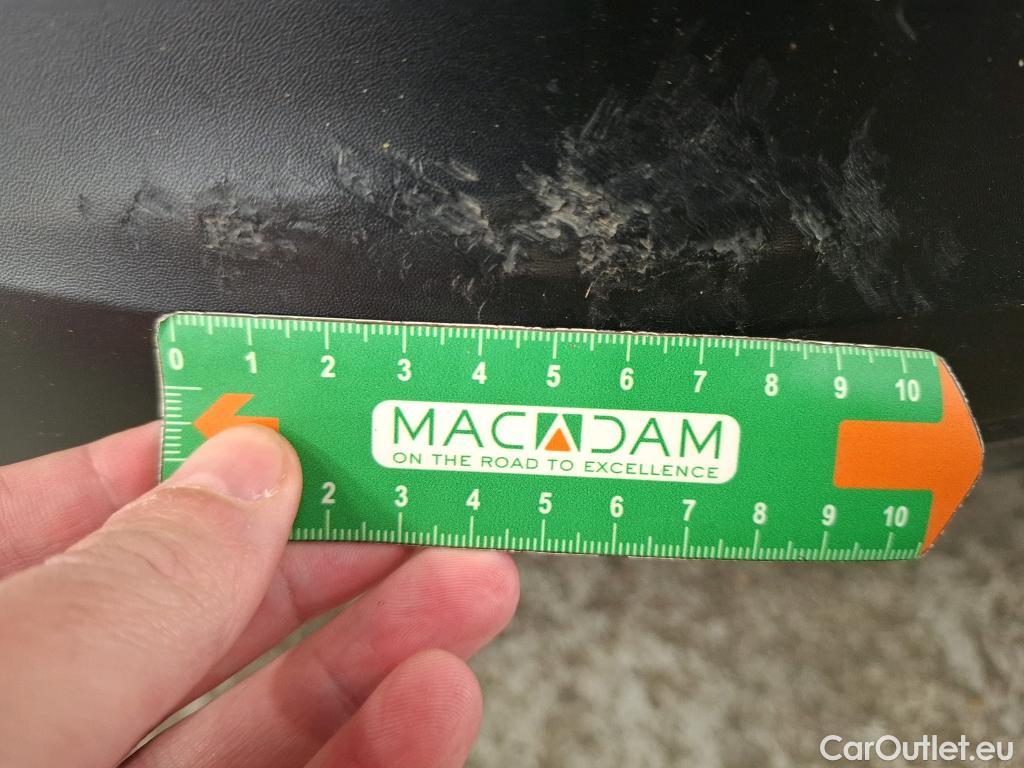 0 1 2 3 4 5 6 7 8 9 10
MACADAM
ON THE ROAD TO EXCELLENCE
2 3 4 5 6 7 8 9 10
CarOutlet.eu